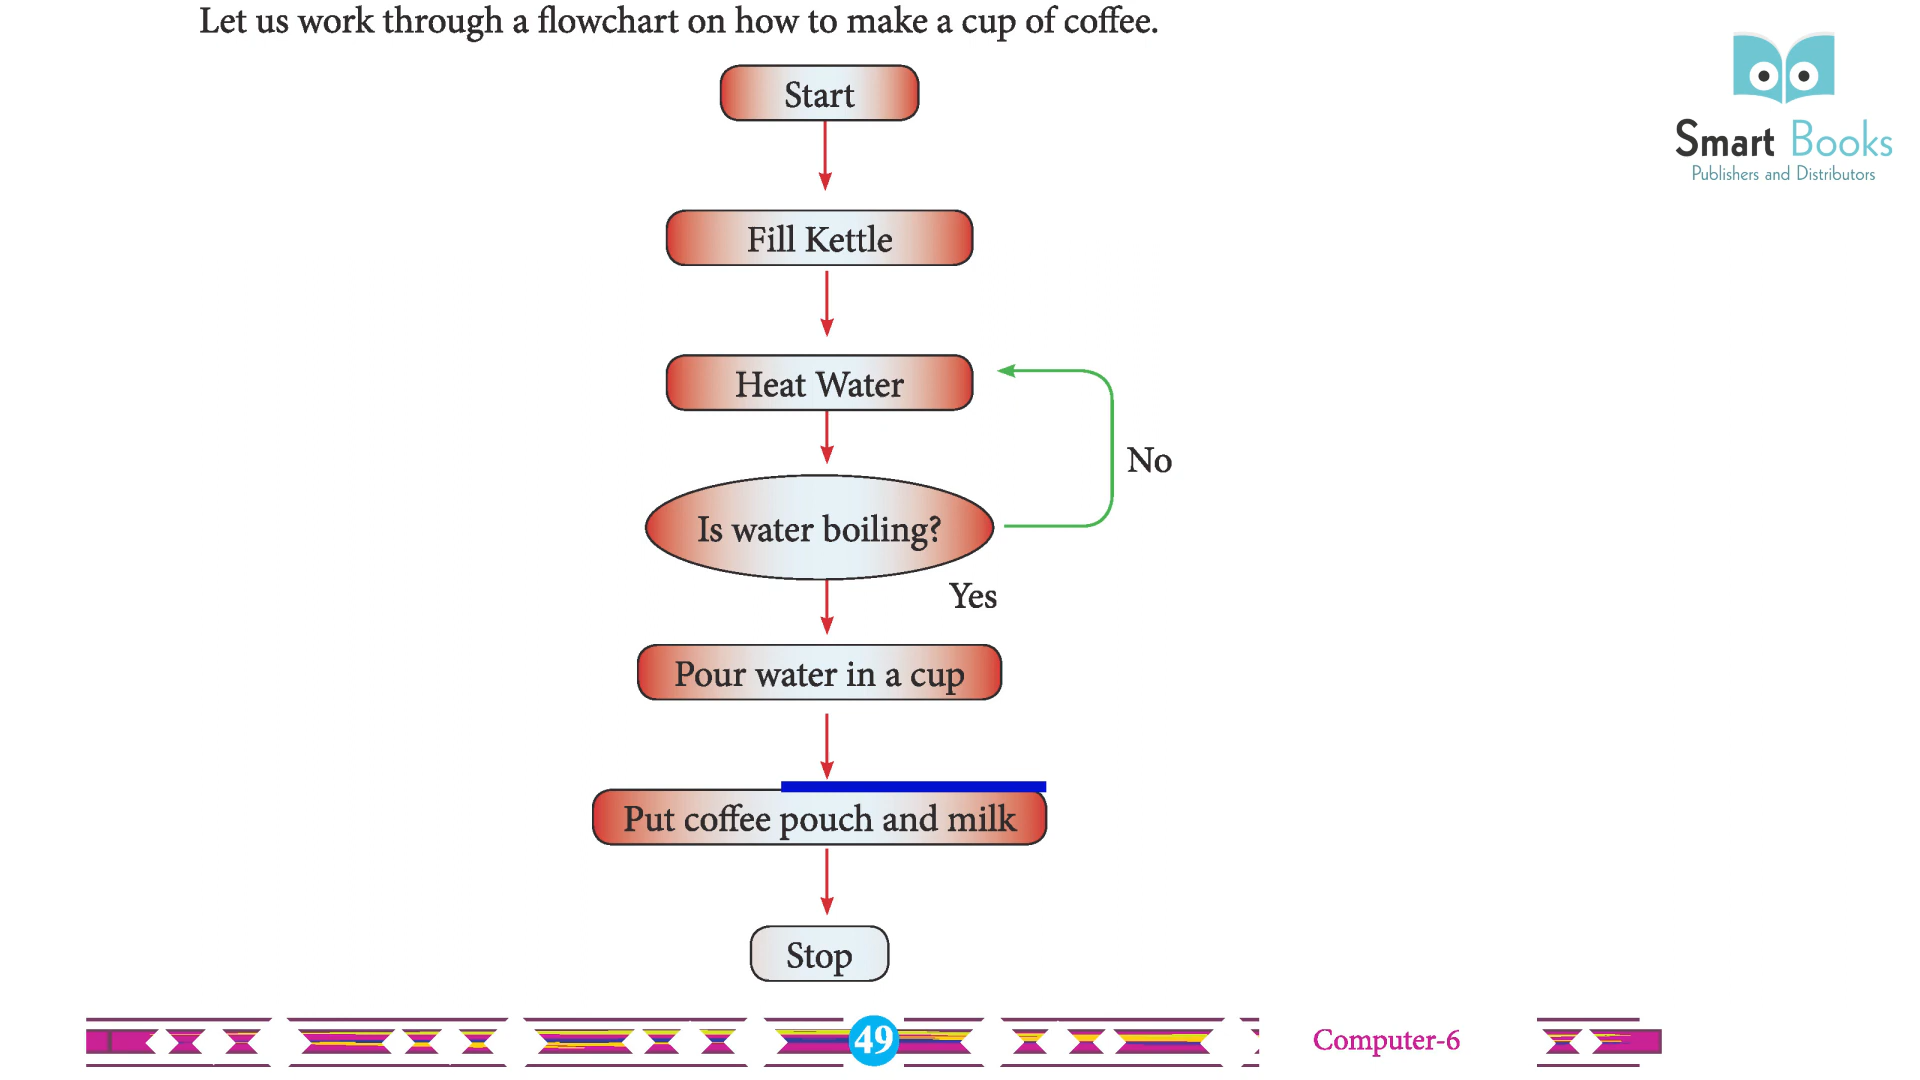 Let us work through a flowchart on how to make a cup of coffee.
Smart Books
Publishers and Distributors
Start
Fill Kettle
Heat Water
No
Is water boiling?
Yes
Pour water in a cup
Put coffee pouch and milk
Stop
49
Computer-6